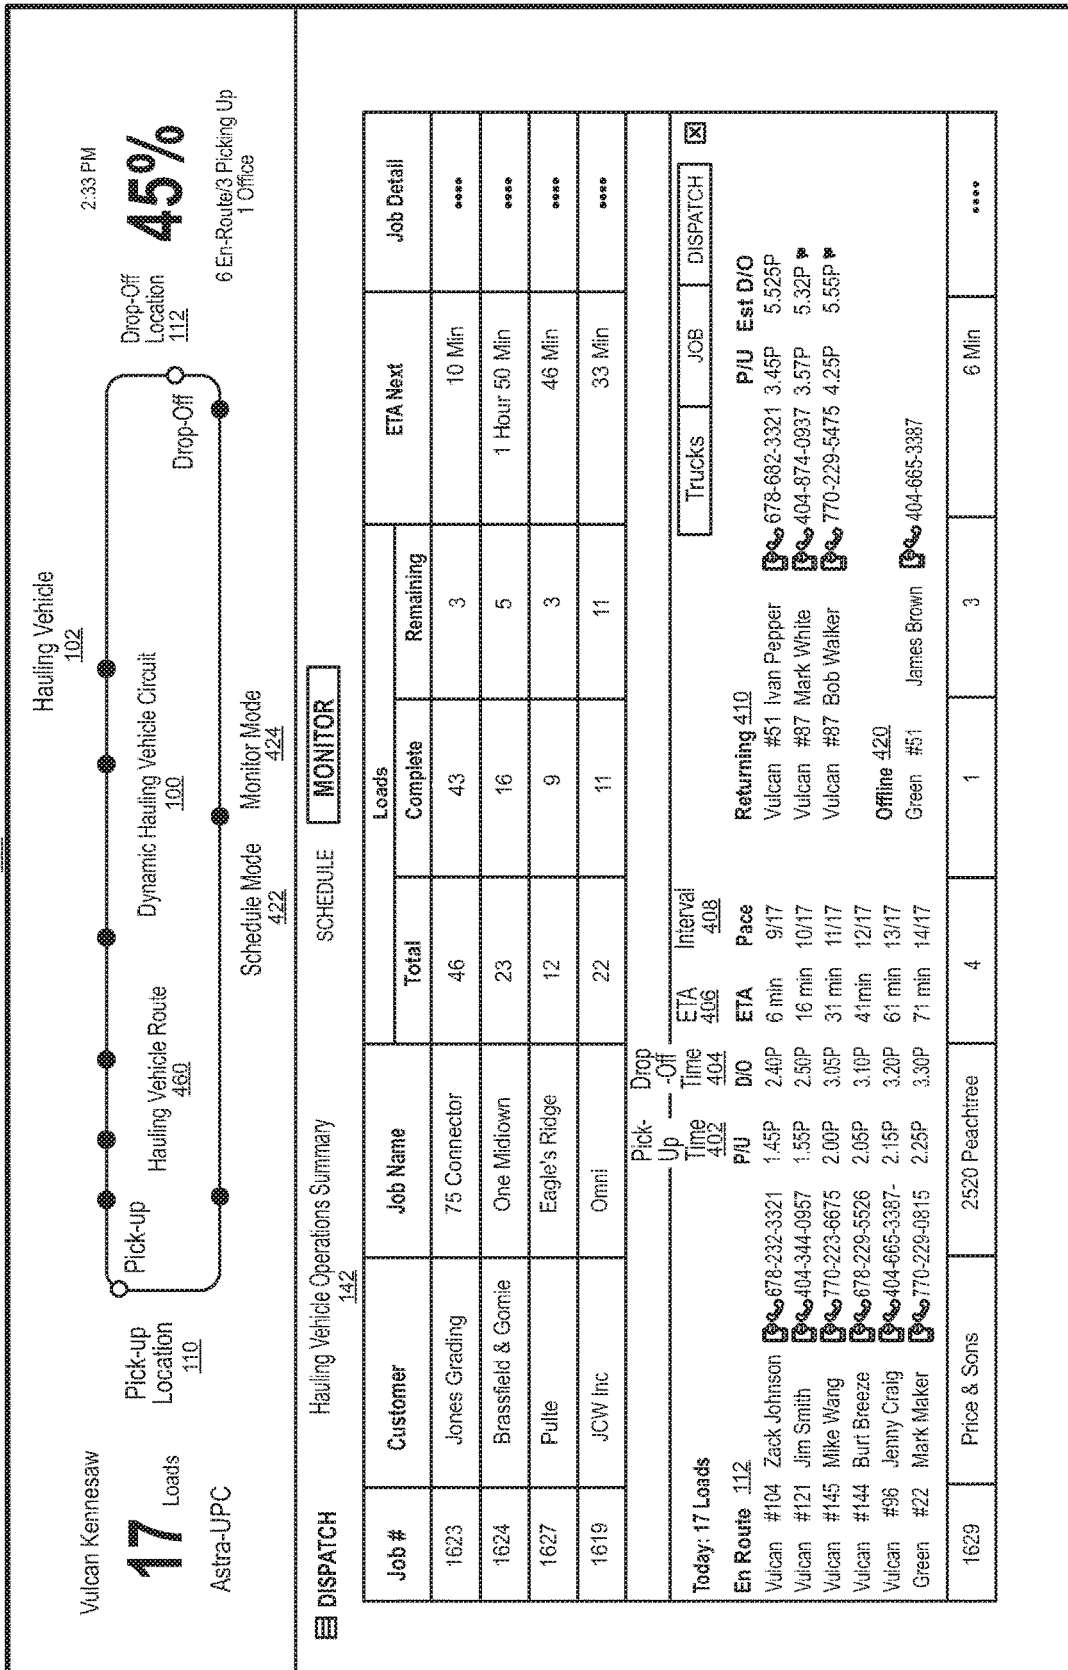 Hauling Vehicle
102
Vulcan Kennesaw
2:33 PM
17 Loads
Astra-UPC
Pick-up
Location
110
Pick-up
Hauling Vehicle Route
460
Dynamic Hauling Vehicle Circuit
100
Drop-Off
Drop-Off
Location
112
45%
6 En-Route/3 Picking Up
1 Office
Schedule Mode
422
Monitor Mode
424
DISPATCH
Hauling Vehicle Operations Summary
142
SCHEDULE
MONITOR
Job # Customer Job Name Loads ETA Next Job Detail
Total Complete Remaining
1623 Jones Grading 75 Connector 46 43 3 10 Min ••••
1624 Brassfield & Gomie One Midiown 23 16 5 1 Hour 50 Min ••••
1627 Pulte Eagle's Ridge 12 9 3 46 Min ••••
1619 JCW Inc Omni 22 11 11 33 Min ••••
Pick-
Up
Time
402
Drop
-Off
Time
404
ETA
406
Interval
408
Today: 17 Loads
Trucks JOB DISPATCH
En Route 112 P/U D/O ETA Pace
Vulcan #104 Zack Johnson 678-232-3321 1.45P 2.40P 6 min 9/17
Vulcan #121 Jim Smith 404-344-0957 1.55P 2.50P 16 min 10/17
Vulcan #145 Mike Wang 770-223-6675 2.00P 3.05P 31 min 11/17
Vulcan #144 Burt Breeze 678-229-5526 2.05P 3.10P 41min 12/17
Vulcan #96 Jenny Craig 404-665-3387- 2.15P 3.20P 61 min 13/17
Green #22 Mark Maker 770-229-0815 2.25P 3.30P 71 min 14/17
Returning 410 P/U Est D/O
Vulcan #51 Ivan Pepper 678-682-3321 3.45P 5.525P
Vulcan #87 Mark White 404-874-0937 3.57P 5.32P
Vulcan #87 Bob Walker 770-229-5475 4.25P 5.55P
Offline 420
Green #51 James Brown 404-665-3387
1629 Price & Sons 2520 Peachtree 4 1 3 6 Min ••••